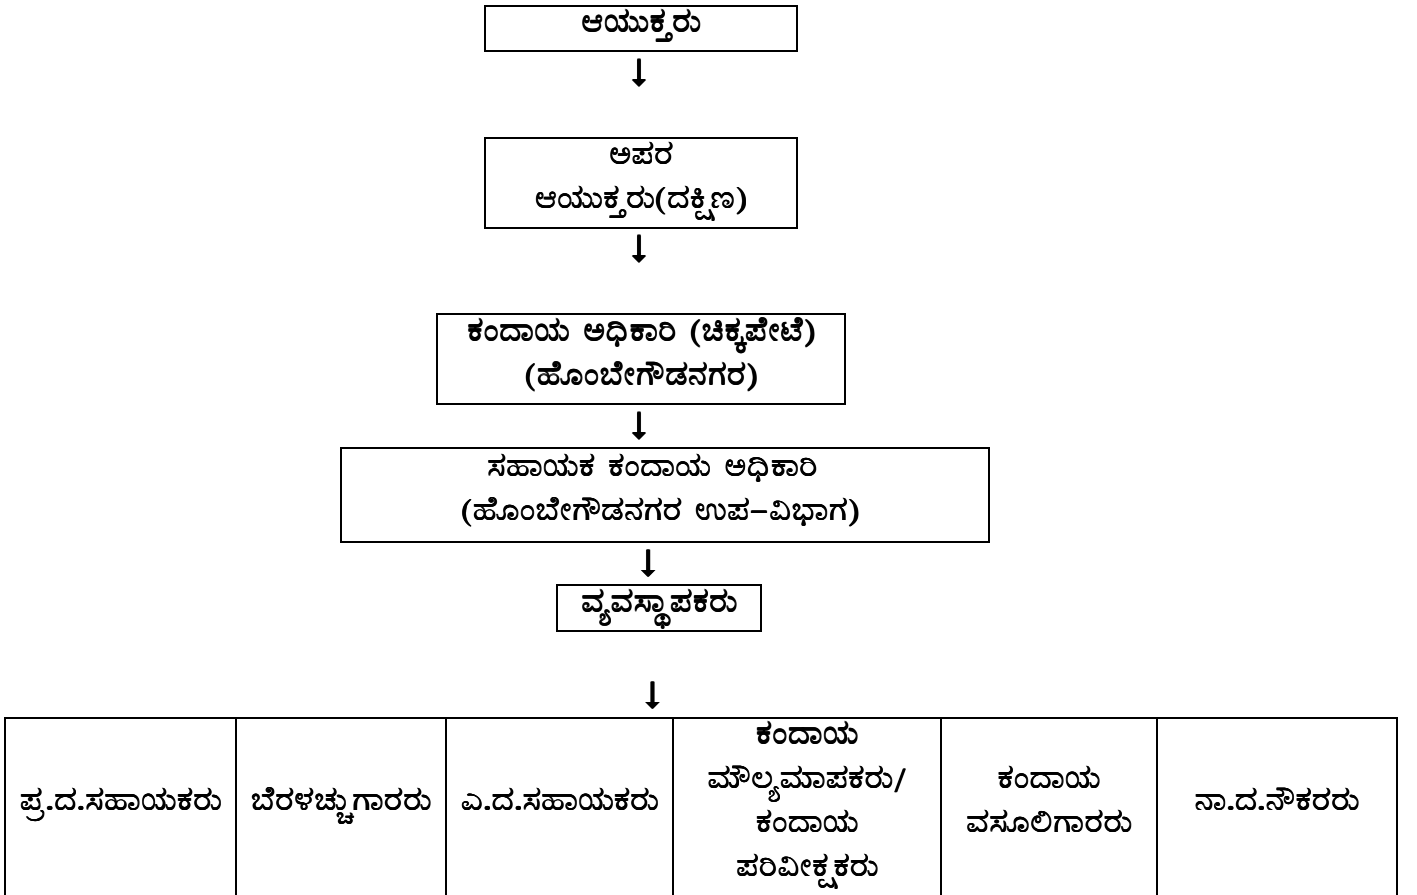 ಆಯುಕ್ತರು
ಅಪರ
ಆಯುಕ್ತರು(ದಕ್ಷಿಣ)
ಕಂದಾಯ ಅಧಿಕಾರಿ (ಚಿಕ್ಕಪೇಟೆ)
(ಹೊಂಬೇಗೌಡನಗರ)
ಸಹಾಯಕ ಕಂದಾಯ ಅಧಿಕಾರಿ
(ಹೊಂಬೇಗೌಡನಗರ ಉಪ–ವಿಭಾಗ)
ವ್ಯವಸ್ಥಾಪಕರು
ಪ್ರ.ದ.ಸಹಾಯಕರು
ಬೆರಳಚ್ಚುಗಾರರು
ಎ.ದ.ಸಹಾಯಕರು
ಕಂದಾಯ
ಮೌಲ್ಯಮಾಪಕರು/
ಕಂದಾಯ
ಪರಿವೀಕ್ಷಕರು
ಕಂದಾಯ
ವಸೂಲಿಗಾರರು
ನಾ.ದ.ನೌಕರರು